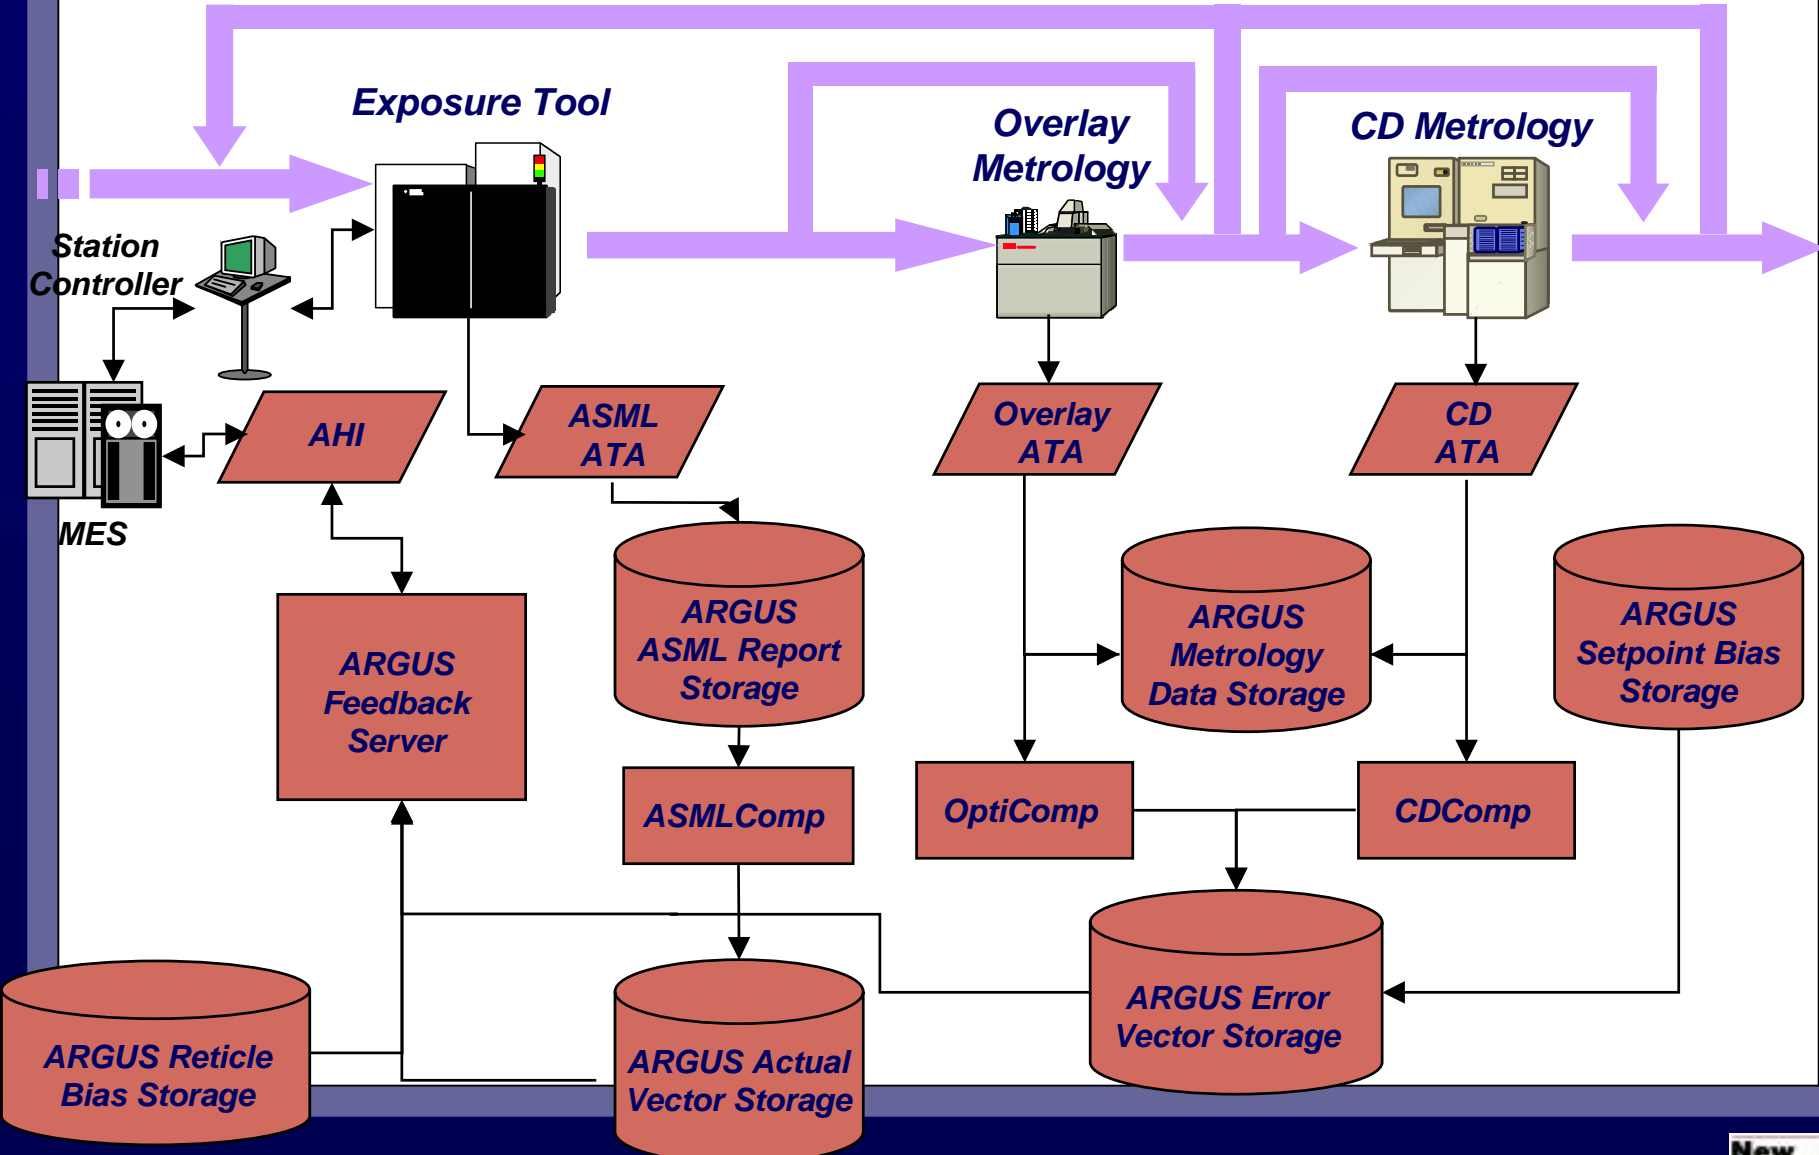 Exposure Tool
Overlay
Metrology
CD Metrology
Station
Controller
MES
AHI
ASML
ATA
Overlay
ATA
CD
ATA
ARGUS
Feedback
Server
ARGUS
ASML Report
Storage
ARGUS
Metrology
Data Storage
ARGUS
Setpoint Bias
Storage
ASMLComp
OptiComp
CDComp
ARGUS Reticle
Bias Storage
ARGUS Actual
Vector Storage
ARGUS Error
Vector Storage
New